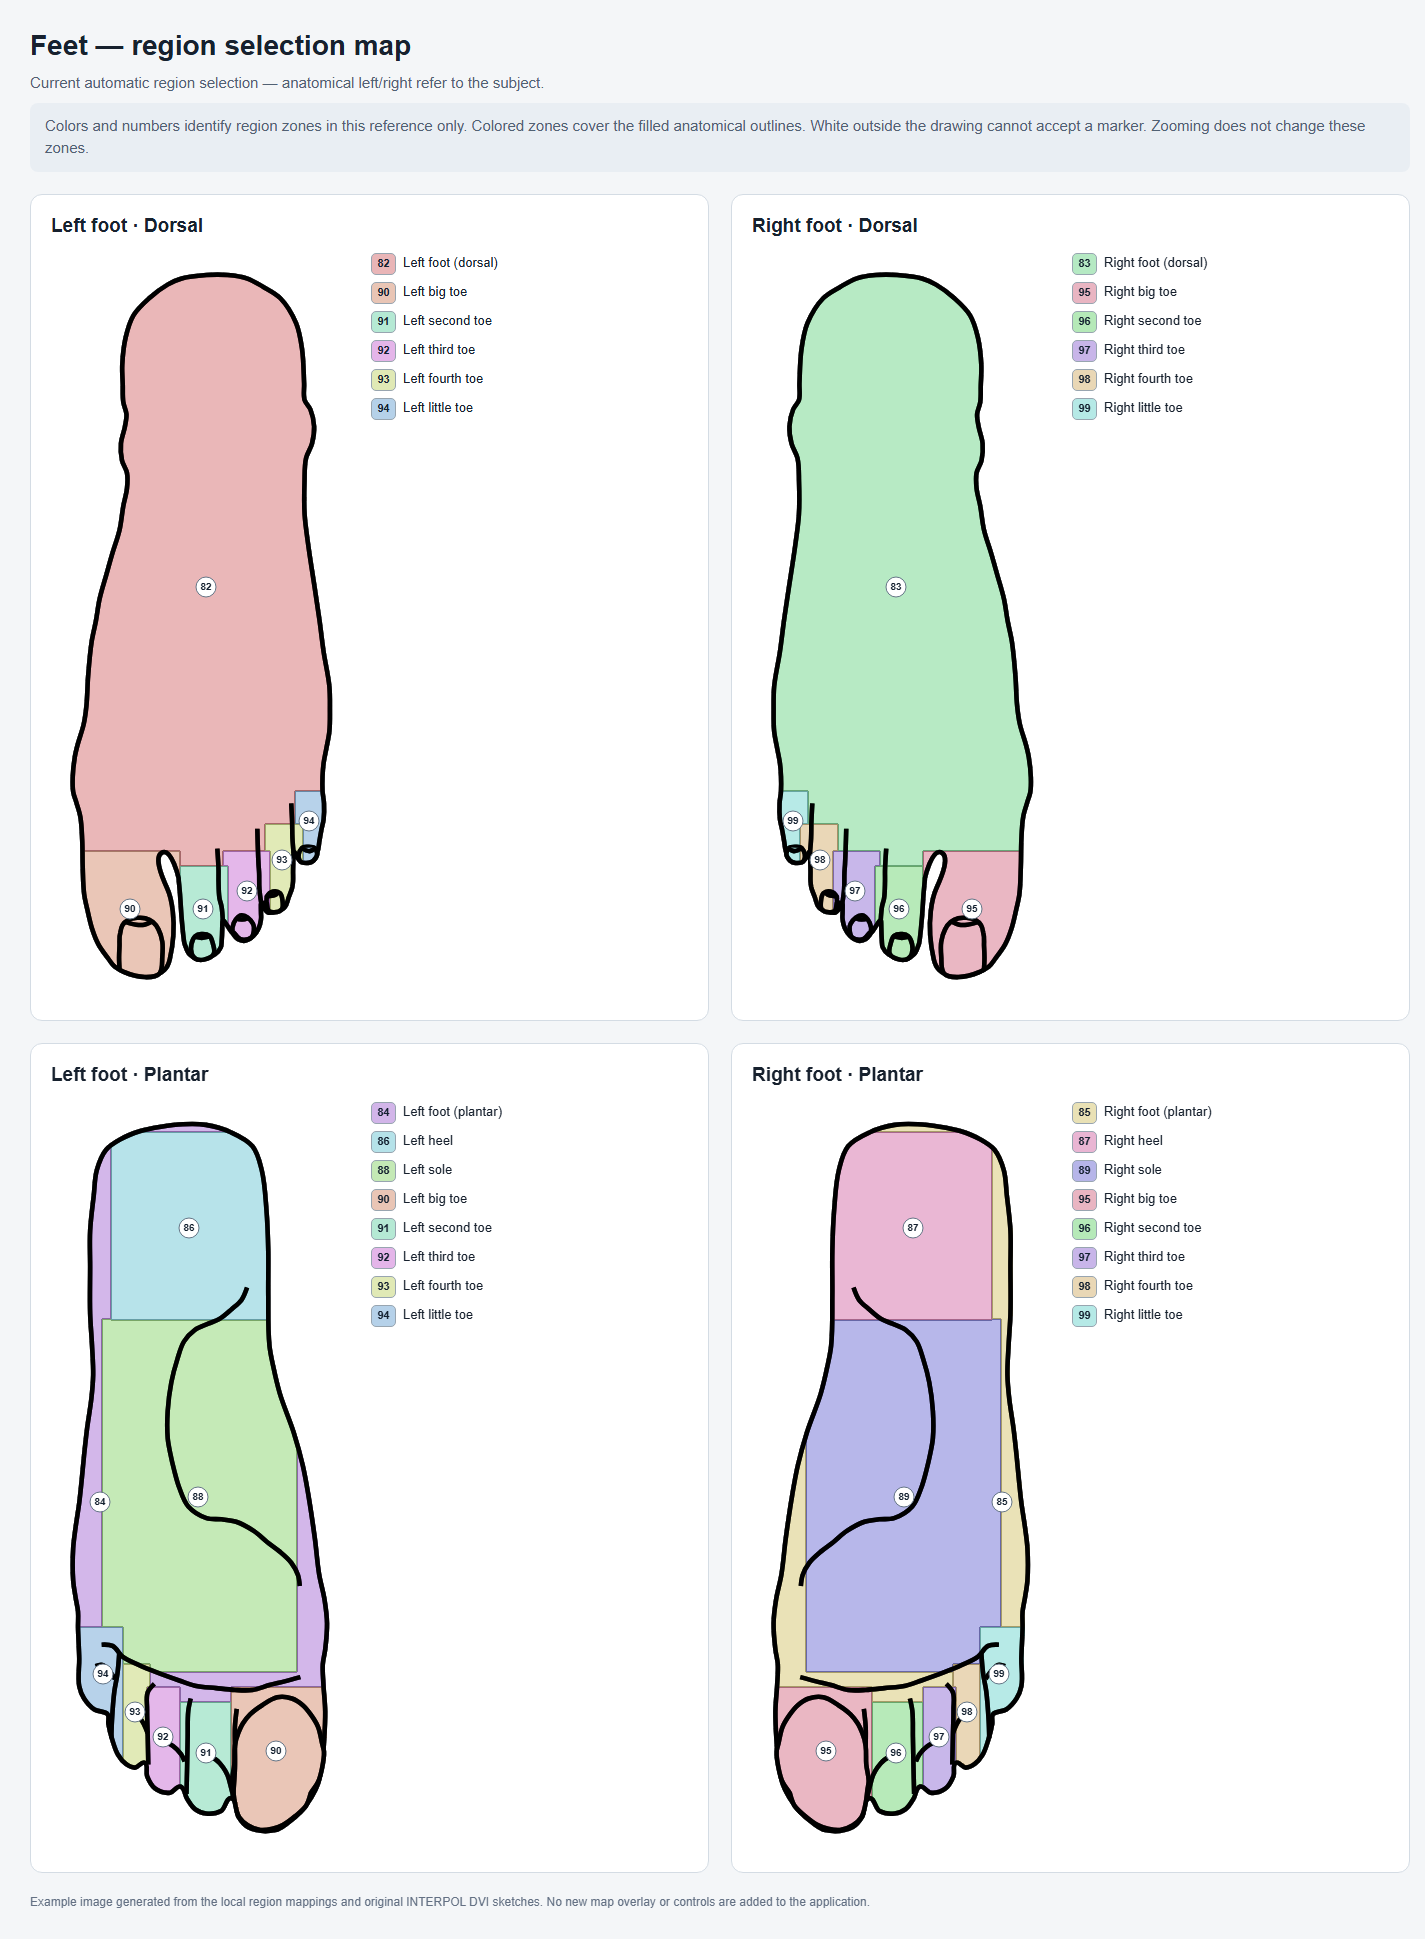 Feet — region selection map
Current automatic region selection — anatomical left/right refer to the subject.
Colors and numbers identify region zones in this reference only. Colored zones cover the filled anatomical outlines. White outside the drawing cannot accept a marker. Zooming does not change these
zones.
Left foot · Dorsal
82 Left foot (dorsal)
90 Left big toe
91 Left second toe
92 Left third toe
93 Left fourth toe
94 Left little toe
82
94
93
92
90
91
Right foot · Dorsal
83 Right foot (dorsal)
95 Right big toe
96 Right second toe
97 Right third toe
98 Right fourth toe
99 Right little toe
83
99
98
97
96
95
Left foot · Plantar
84 Left foot (plantar)
86 Left heel
88 Left sole
90 Left big toe
91 Left second toe
92 Left third toe
93 Left fourth toe
94 Left little toe
86
88
84
94
93
92
91
90
Right foot · Plantar
85 Right foot (plantar)
87 Right heel
89 Right sole
95 Right big toe
96 Right second toe
97 Right third toe
98 Right fourth toe
99 Right little toe
87
89
85
99
98
97
95
96
Example image generated from the local region mappings and original INTERPOL DVI sketches. No new map overlay or controls are added to the application.